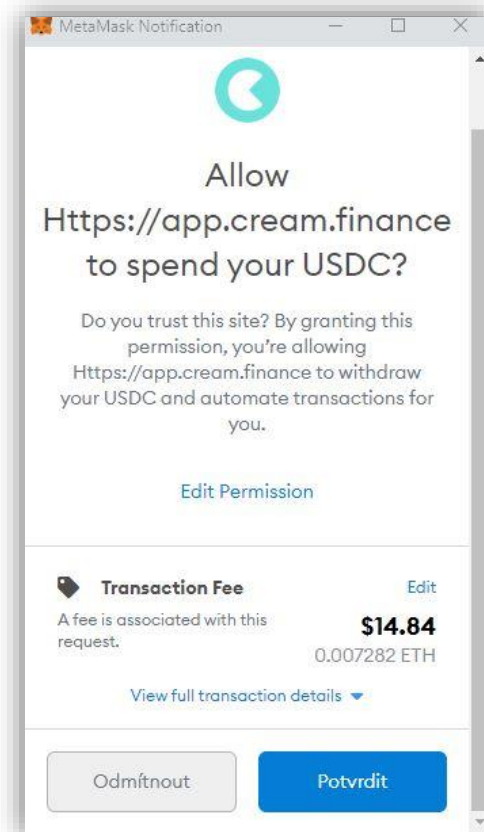 MetaMask Notification
Allow
Https://app.cream.finance
to spend your USDC?
Do you trust this site? By granting this
permission, you're allowing
Https://app.cream.finance to withdraw
your USDC and automate transactions for
you.
Edit Permission
Transaction Fee
Edit
A fee is associated with this
request.
$14.84
0.007282 ETH
View full transaction details
Odmítnout
Potvrdit